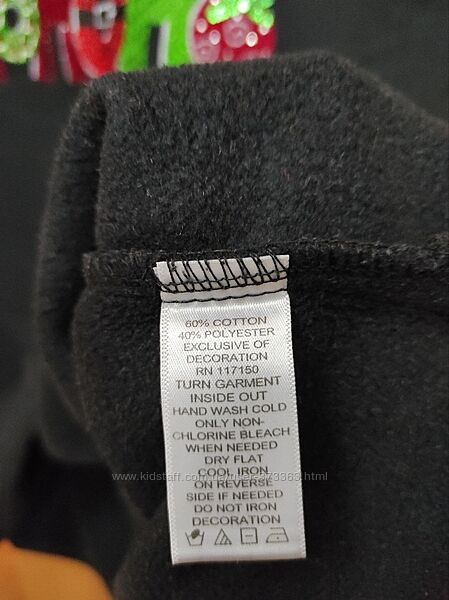 60% COTTON
40% POLYESTER
EXCLUSIVE OF
DECORATION
RN 117150
TURN GARMENT
INSIDE OUT
HAND WASH COLD
ONLY NON-
CHLORINE BLEACH
WHEN NEEDED
DRY FLAT
COOL IRON
ON REVERSE
SIDE IF NEEDED
DO NOT IRON
DECORATION